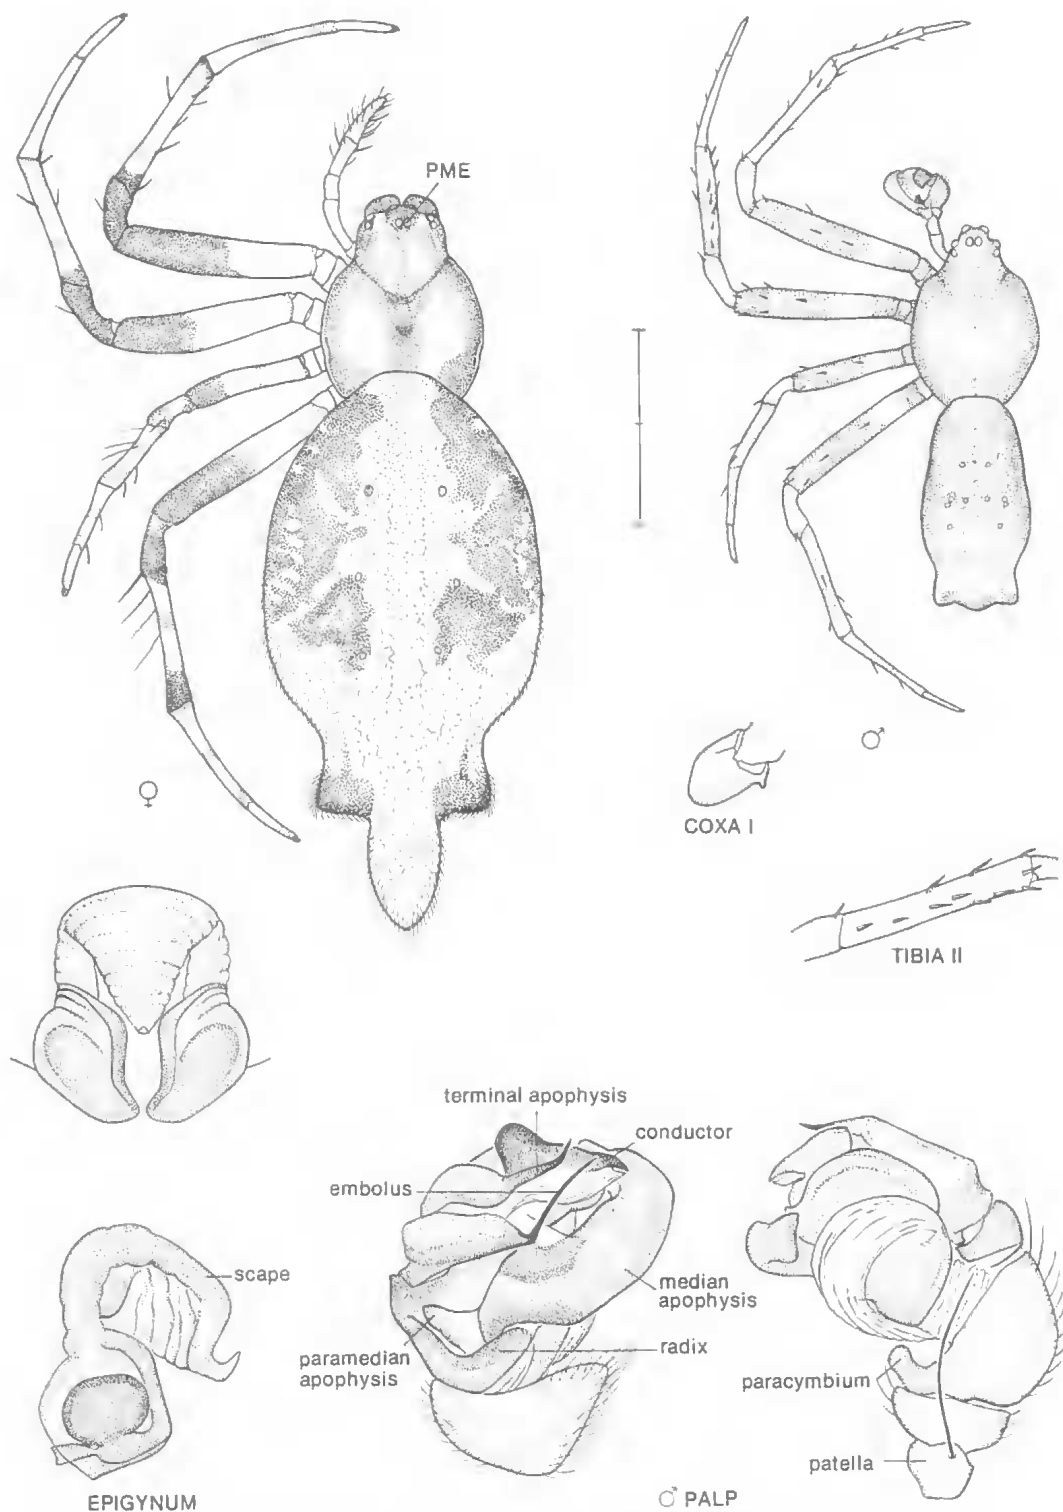 PME
♀
♂
COXA I
TIBIA II
terminal apophysis
conductor
embolus
scape
median
apophysis
paramedian
apophysis
radix
paracymbium
patella
EPIGYNUM
♂ PALP